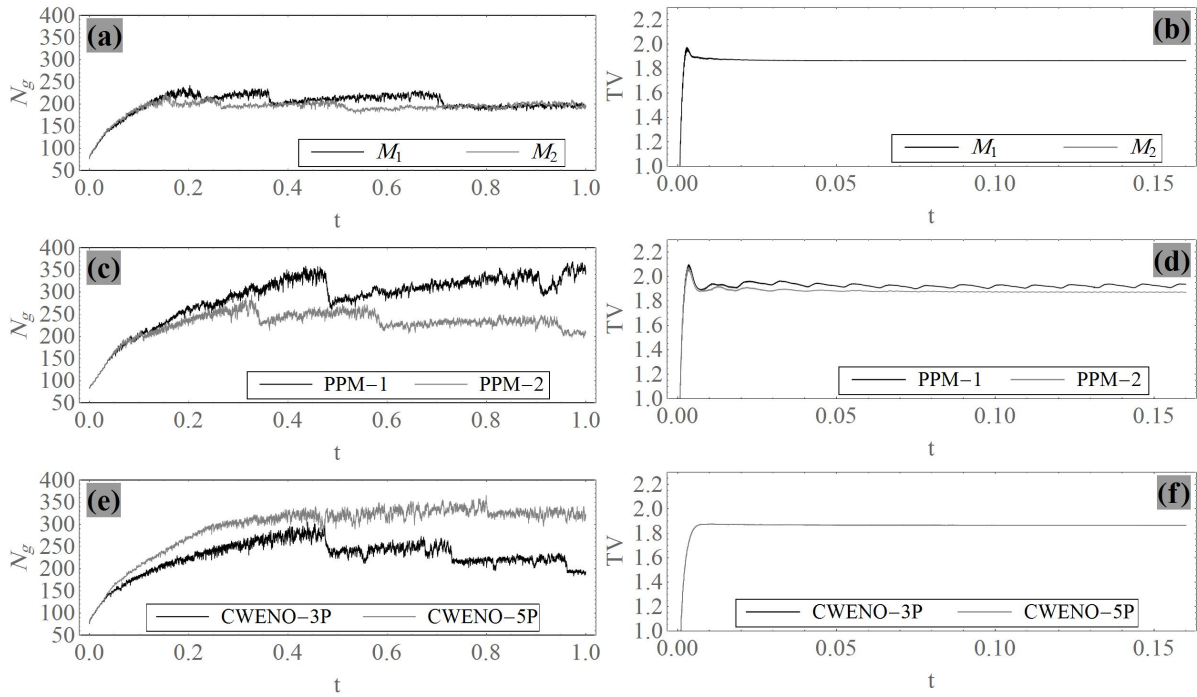 (a)
N_g
400
350
300
250
200
150
100
50
M₁ M₂
0.0 0.2 0.4 0.6 0.8 1.0
t
(b)
TV
2.2
2.0
1.8
1.6
1.4
1.2
1.0
M₁ M₂
0.00 0.05 0.10 0.15
t
(c)
N_g
400
350
300
250
200
150
100
50
PPM−1 PPM−2
0.0 0.2 0.4 0.6 0.8 1.0
t
(d)
TV
2.2
2.0
1.8
1.6
1.4
1.2
1.0
PPM−1 PPM−2
0.00 0.05 0.10 0.15
t
(e)
N_g
400
350
300
250
200
150
100
50
CWENO−3P CWENO−5P
0.0 0.2 0.4 0.6 0.8 1.0
t
(f)
TV
2.2
2.0
1.8
1.6
1.4
1.2
1.0
CWENO−3P CWENO−5P
0.00 0.05 0.10 0.15
t